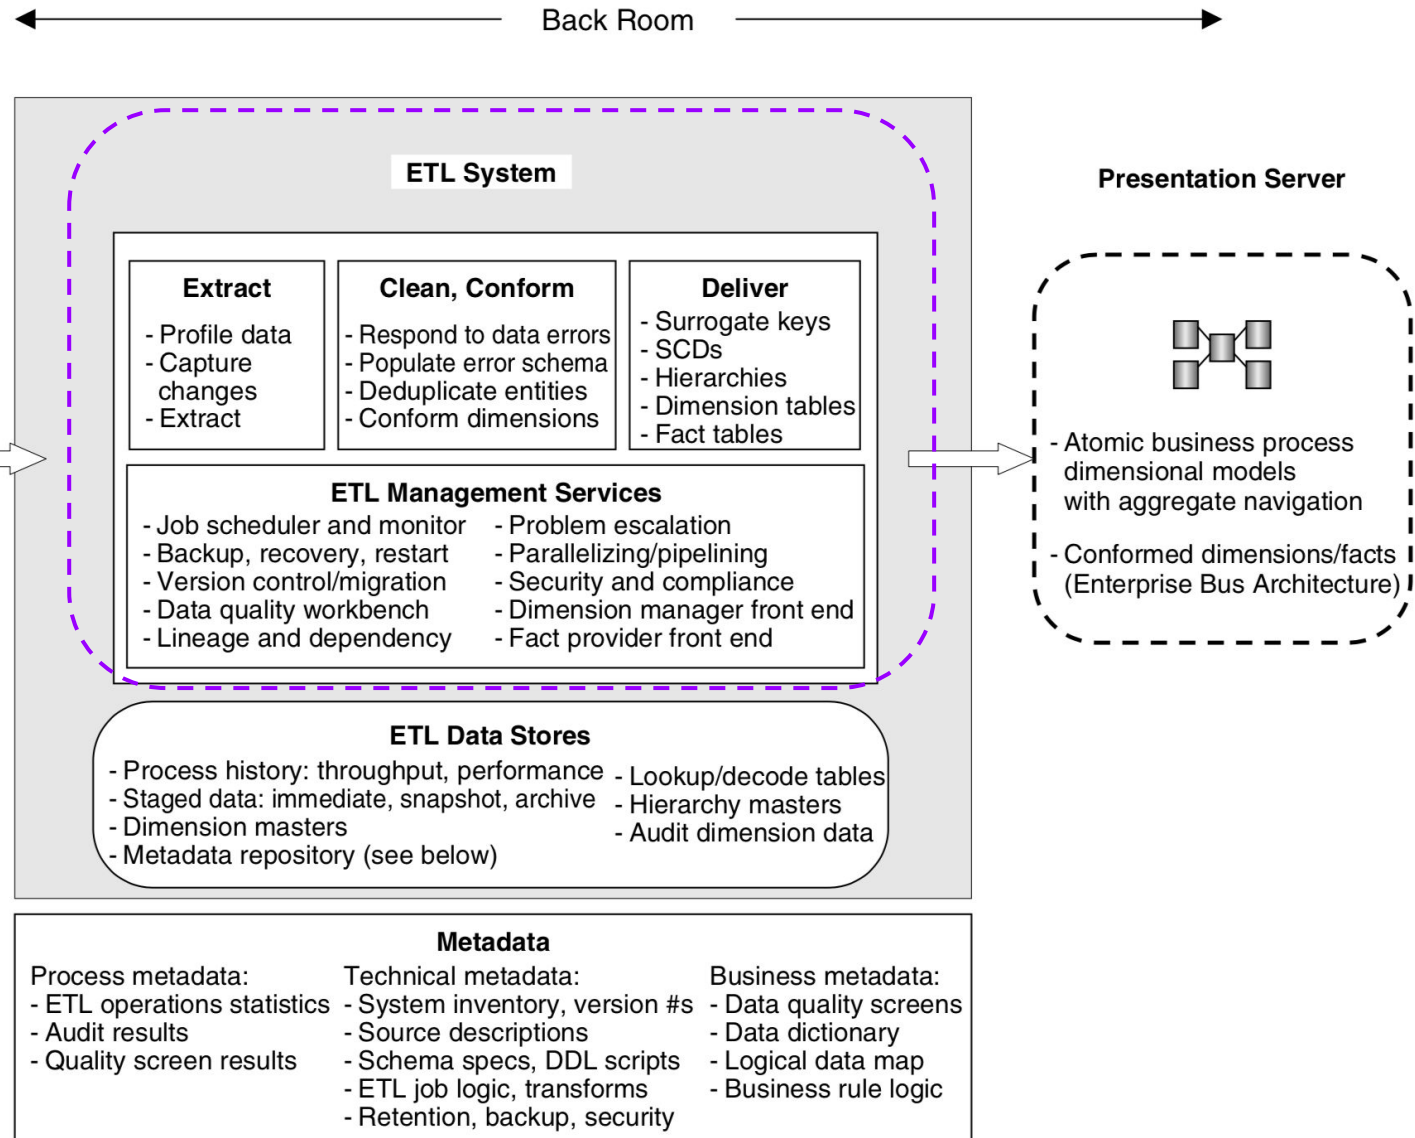 Back Room
ETL System
Presentation Server
Extract
- Profile data
- Capture
changes
- Extract
Clean, Conform
- Respond to data errors
- Populate error schema
- Deduplicate entities
- Conform dimensions
Deliver
- Surrogate keys
- SCDs
- Hierarchies
- Dimension tables
- Fact tables
ETL Management Services
- Job scheduler and monitor
- Backup, recovery, restart
- Version control/migration
- Data quality workbench
- Lineage and dependency
- Problem escalation
- Parallelizing/pipelining
- Security and compliance
- Dimension manager front end
- Fact provider front end
- Atomic business process
dimensional models
with aggregate navigation
- Conformed dimensions/facts
(Enterprise Bus Architecture)
ETL Data Stores
- Process history: throughput, performance
- Staged data: immediate, snapshot, archive
- Dimension masters
- Metadata repository (see below)
- Lookup/decode tables
- Hierarchy masters
- Audit dimension data
Metadata
Process metadata:
- ETL operations statistics
- Audit results
- Quality screen results
Technical metadata:
- System inventory, version #s
- Source descriptions
- Schema specs, DDL scripts
- ETL job logic, transforms
- Retention, backup, security
Business metadata:
- Data quality screens
- Data dictionary
- Logical data map
- Business rule logic